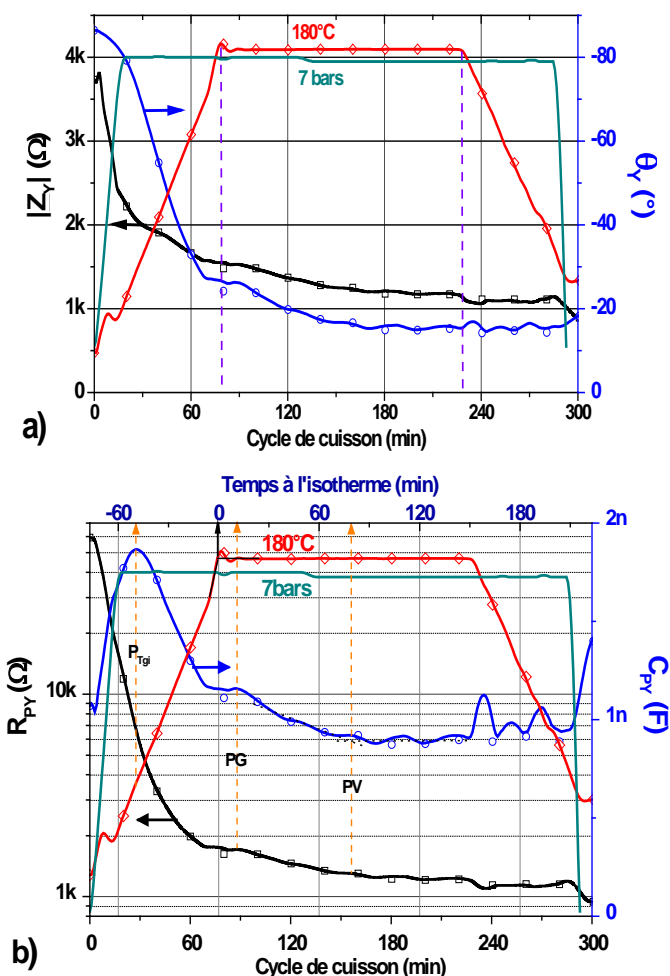 180°C
7 bars
4k
3k
2k
1k
0
|Z_Y| (Ω)
-80
-60
-40
-20
0
θ_Y (°)
0 60 120 180 240 300
Cycle de cuisson (min)
a)
Temps à l'isotherme (min)
-60 0 60 120 180
180°C
7bars
P_Tgi
PG
PV
10k
1k
R_PY (Ω)
2n
1n
0
C_PY (F)
0 60 120 180 240 300
Cycle de cuisson (min)
b)